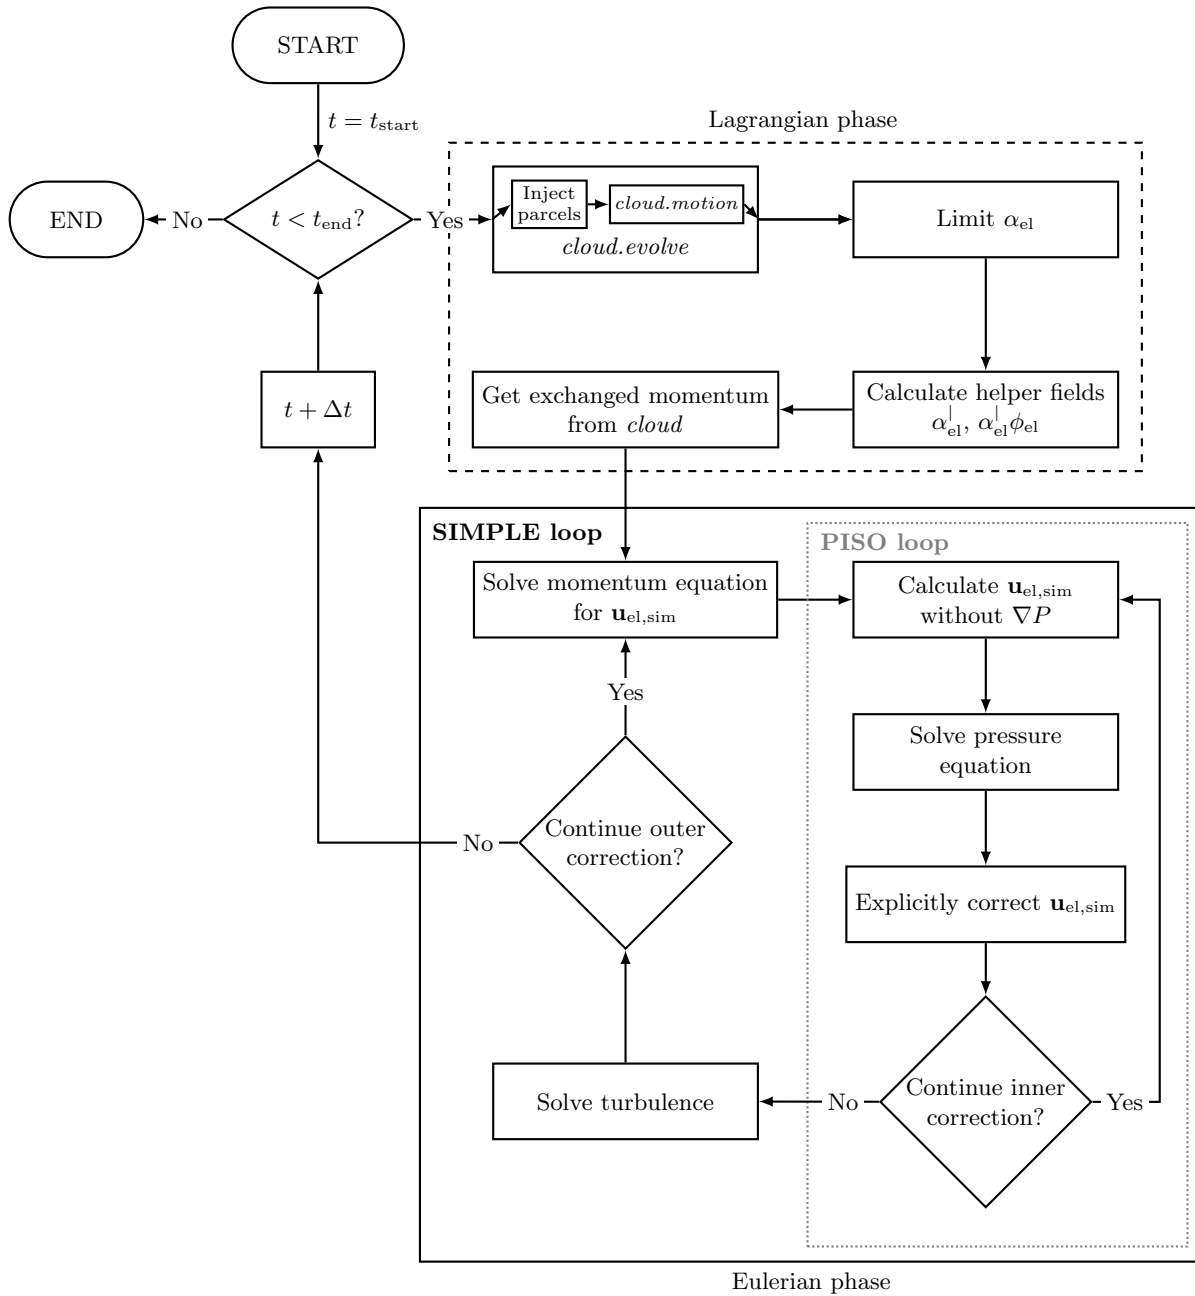 START
t = t_start
Lagrangian phase
END
No
t < t_end?
Yes
Inject
parcels
cloud.motion
cloud.evolve
Limit α_el
t + Δt
Get exchanged momentum
from cloud
Calculate helper fields
α_el^|, α_el^| ϕ_el
SIMPLE loop
PISO loop
Solve momentum equation
for u_el,sim
Calculate u_el,sim
without ∇P
Yes
Solve pressure
equation
No
Continue outer
correction?
Explicitly correct u_el,sim
Solve turbulence
No
Continue inner
correction?
Yes
Eulerian phase